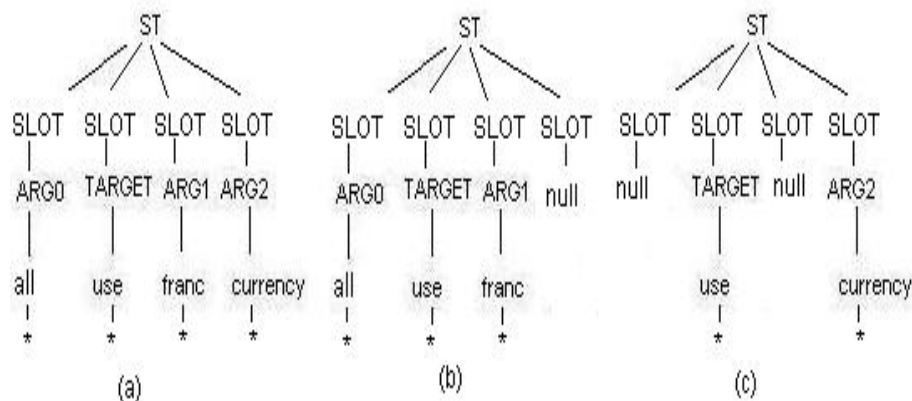 ST ST ST
SLOT SLOT SLOT SLOT SLOT SLOT SLOT SLOT SLOT SLOT SLOT SLOT
ARG0 TARGET ARG1 ARG2 ARG0 TARGET ARG1 null null TARGET null ARG2
all use franc currency all use franc use currency
* * * * * * * * *
(a) (b) (c)